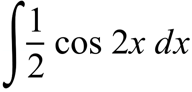 ∫ 1/2 cos 2x dx